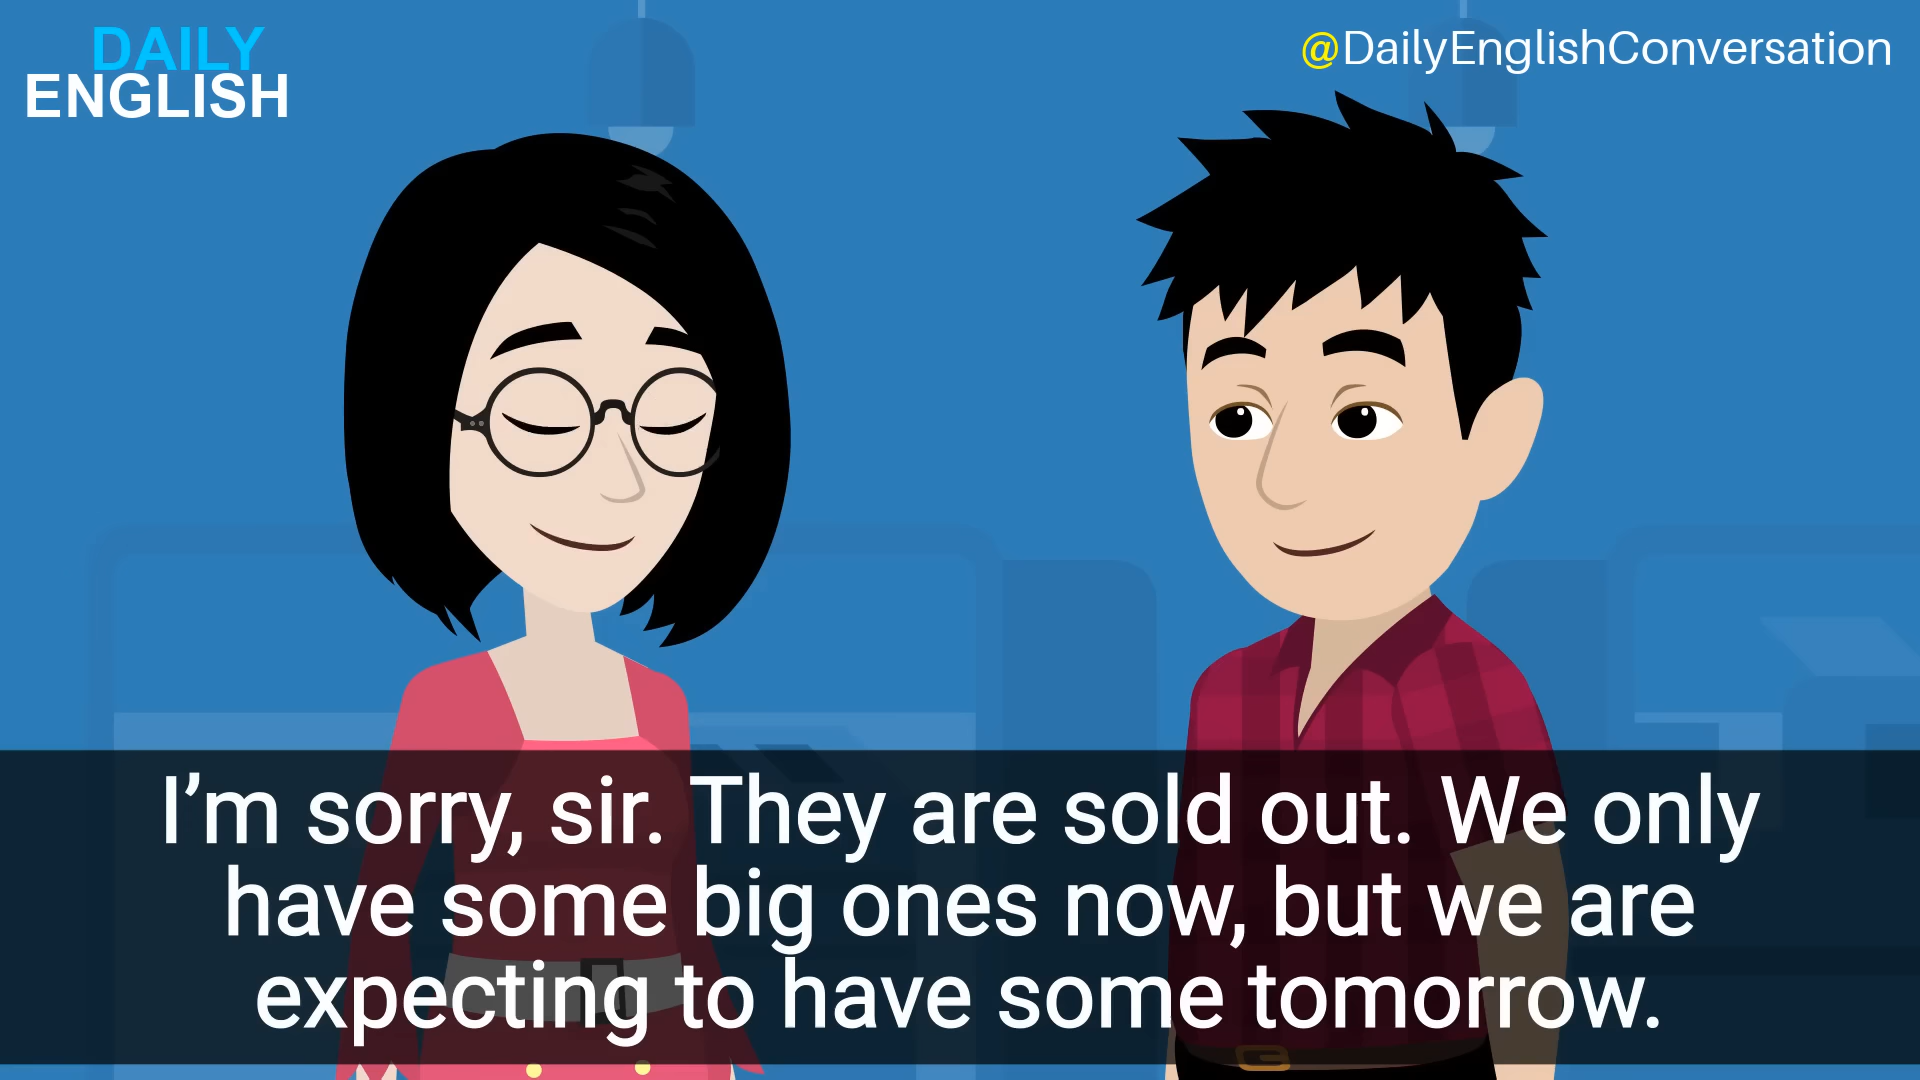 DAILY
ENGLISH
@DailyEnglishConversation
I’m sorry, sir. They are sold out. We only
have some big ones now, but we are
expecting to have some tomorrow.